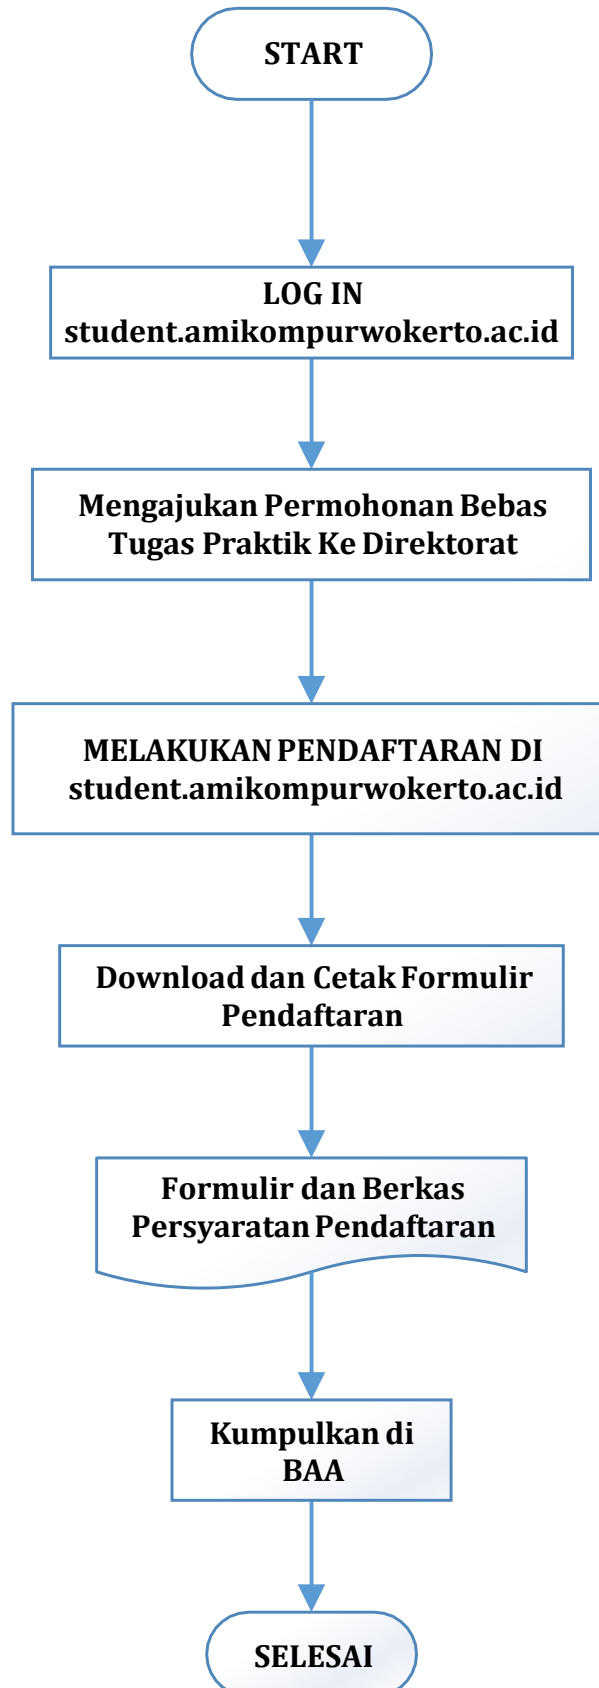 START
LOG IN
student.amikompurwokerto.ac.id
Mengajukan Permohonan Bebas
Tugas Praktik Ke Direktorat
MELAKUKAN PENDAFTARAN DI
student.amikompurwokerto.ac.id
Download dan Cetak Formulir
Pendaftaran
Formulir dan Berkas
Persyaratan Pendaftaran
Kumpulkan di
BAA
SELESAI